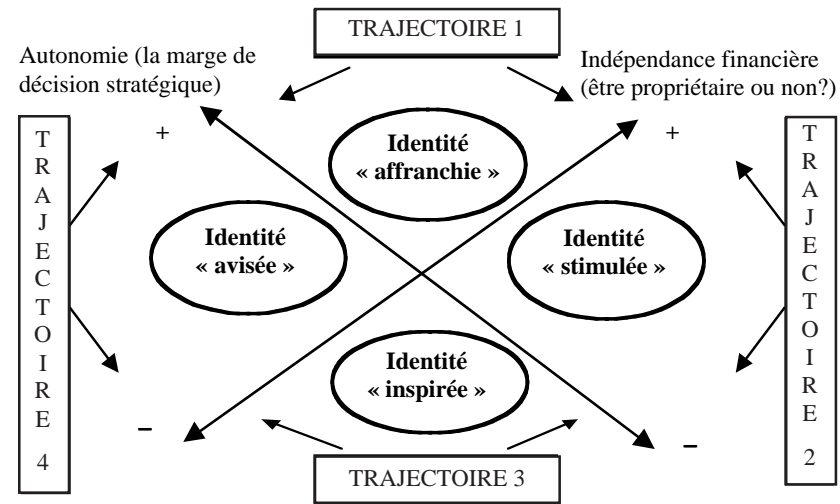 TRAJECTOIRE 1
Autonomie (la marge de
décision stratégique)
Indépendance financière
(être propriétaire ou non?)
+
+
TRAJECTOIRE 4
Identité
« affranchie »
Identité
« avisée »
Identité
« stimulée »
Identité
« inspirée »
TRAJECTOIRE 2
–
–
TRAJECTOIRE 3